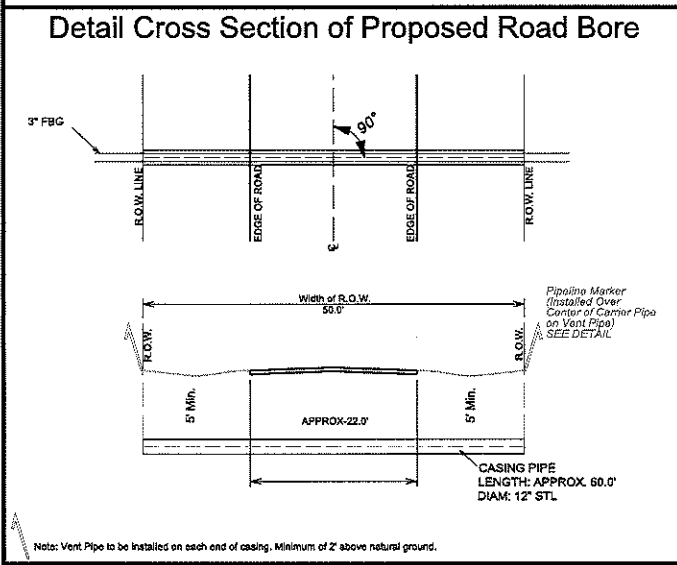 Detail Cross Section of Proposed Road Bore
3" FBG
90°
R.O.W. LINE
EDGE OF ROAD
EDGE OF ROAD
R.O.W. LINE
Width of R.O.W.
50.0'
Pipeline Marker
(Installed Over
Center of Carrier Pipe
on Vent Pipe)
SEE DETAIL
R.O.W.
R.O.W.
5' Min.
APPROX-22.0'
5' Min.
CASING PIPE
LENGTH: APPROX. 60.0'
DIAM: 12" STL
Note: Vent Pipe to be installed on each end of casing. Minimum of 2' above natural ground.